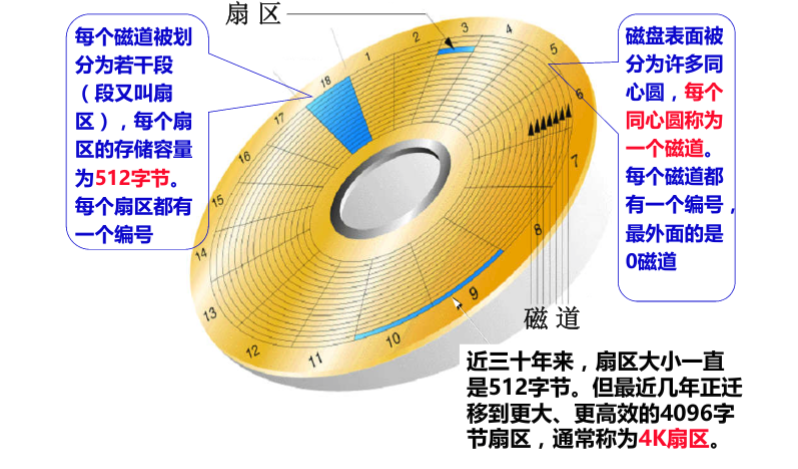 扇区
每个磁道被划
分为若干段
（段又叫扇
区），每个扇
区的存储容量
为512字节。
每个扇区都有
一个编号
磁盘表面被
分为许多同
心圆，每个
同心圆称为
一个磁道。
每个磁道都
有一个编号，
最外面的是
0磁道
1
2
3
4
5
6
7
8
9
10
11
12
13
14
15
16
17
18
磁道
近三十年来，扇区大小一直
是512字节。但最近几年正迁
移到更大、更高效的4096字
节扇区，通常称为4K扇区。